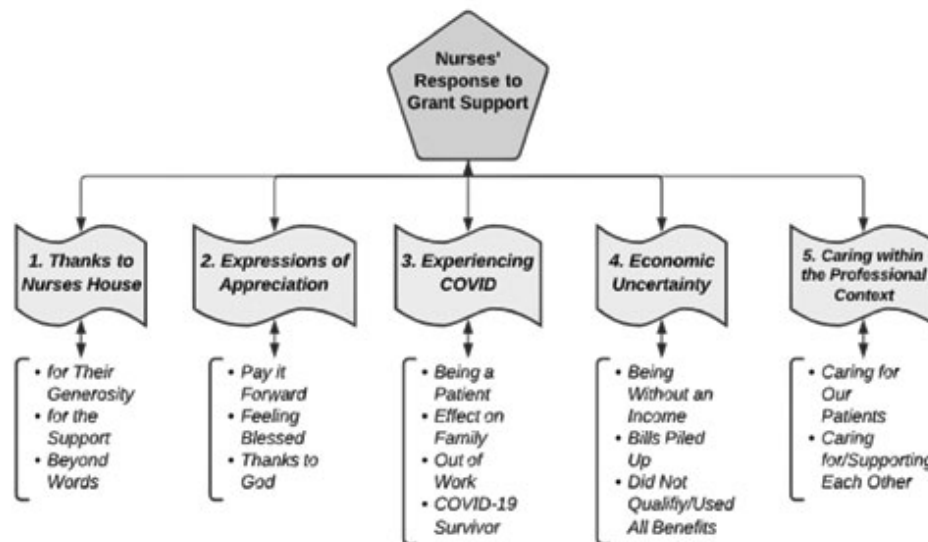 Nurses'
Response to
Grant Support
1. Thanks to
Nurses House
2. Expressions of
Appreciation
3. Experiencing
COVID
4. Economic
Uncertainty
5. Caring within
the Professional
Context
• for Their
Generosity
• for the
Support
• Beyond
Words
• Pay it
Forward
• Feeling
Blessed
• Thanks to
God
• Being a
Patient
• Effect on
Family
• Out of
Work
• COVID-19
Survivor
• Being
Without an
Income
• Bills Piled
Up
• Did Not
Qualifiy/Used
All Benefits
• Caring for
Our
Patients
• Caring
for/Supporting
Each Other